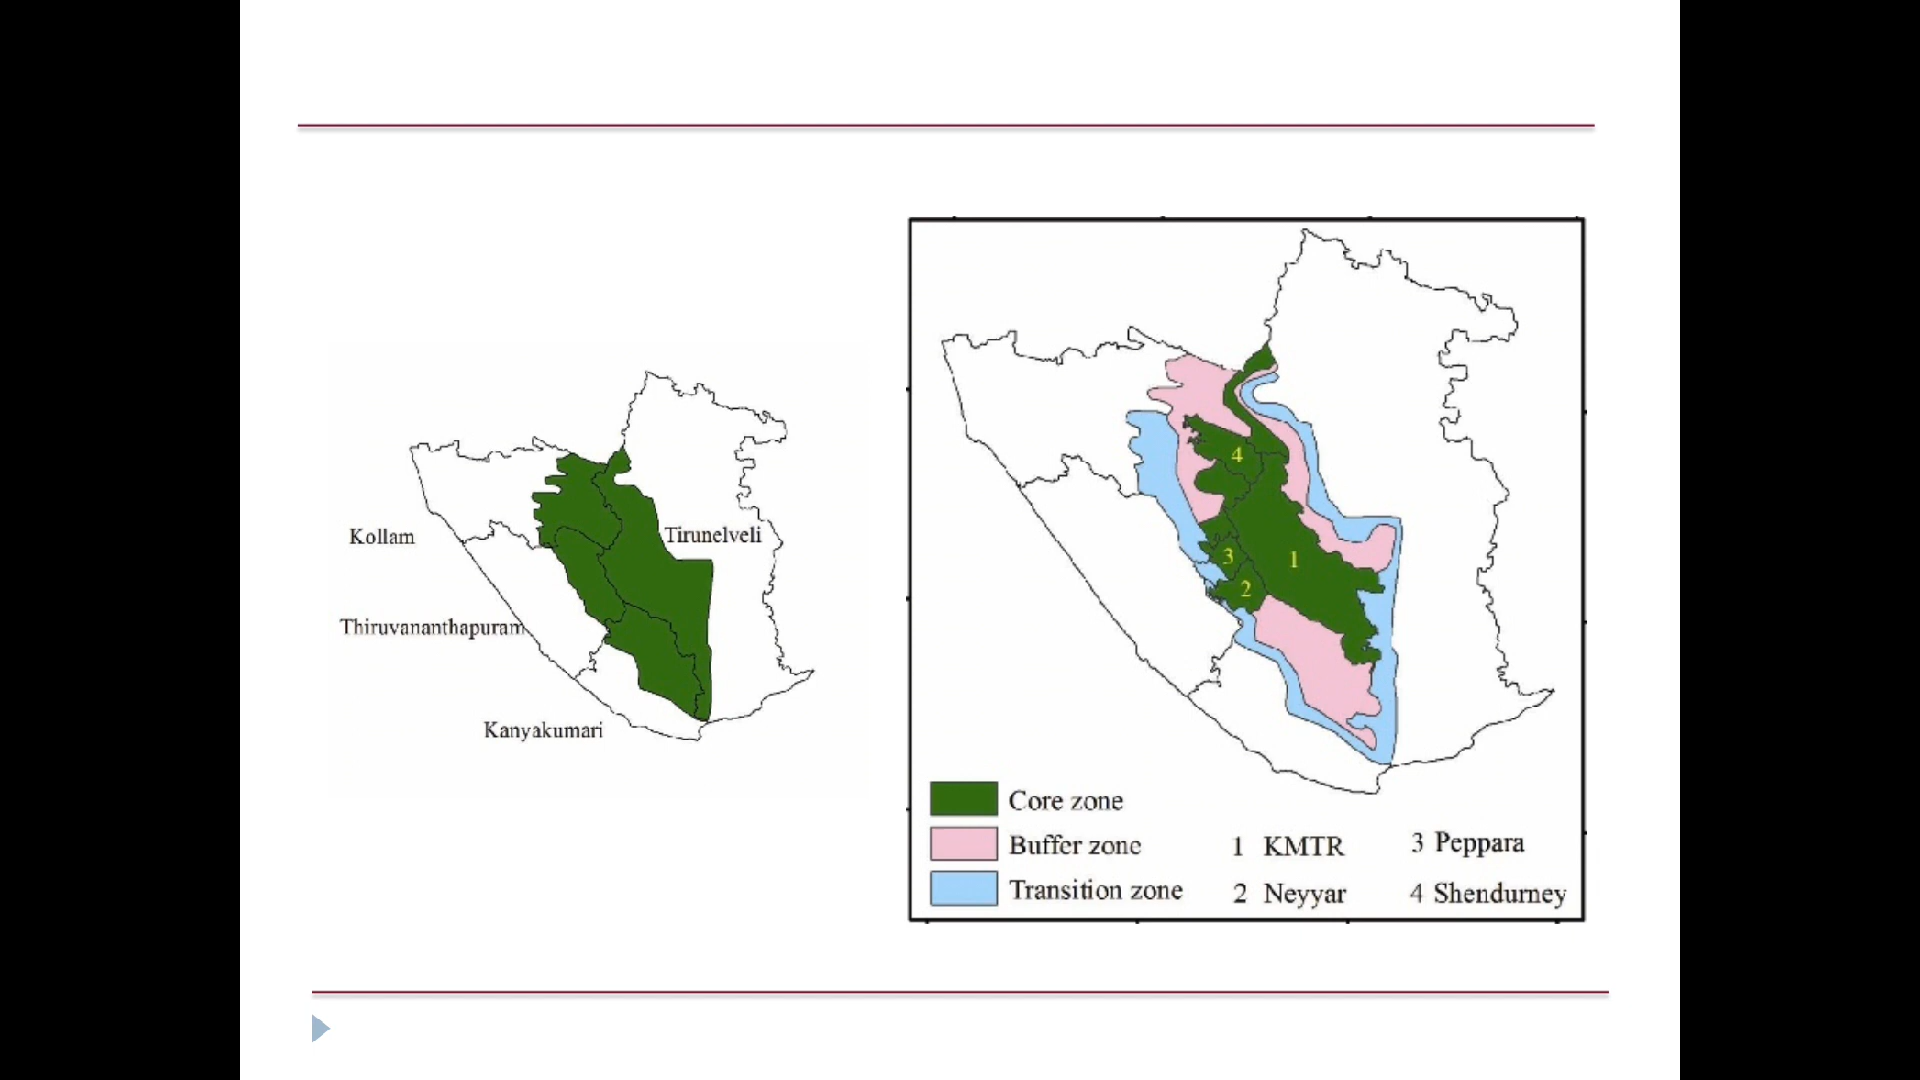 Kollam
Tirunelveli
Thiruvananthapuram
Kanyakumari
4
1
3
2
Core zone
Buffer zone
Transition zone
1 KMTR
3 Peppara
2 Neyyar
4 Shendurney